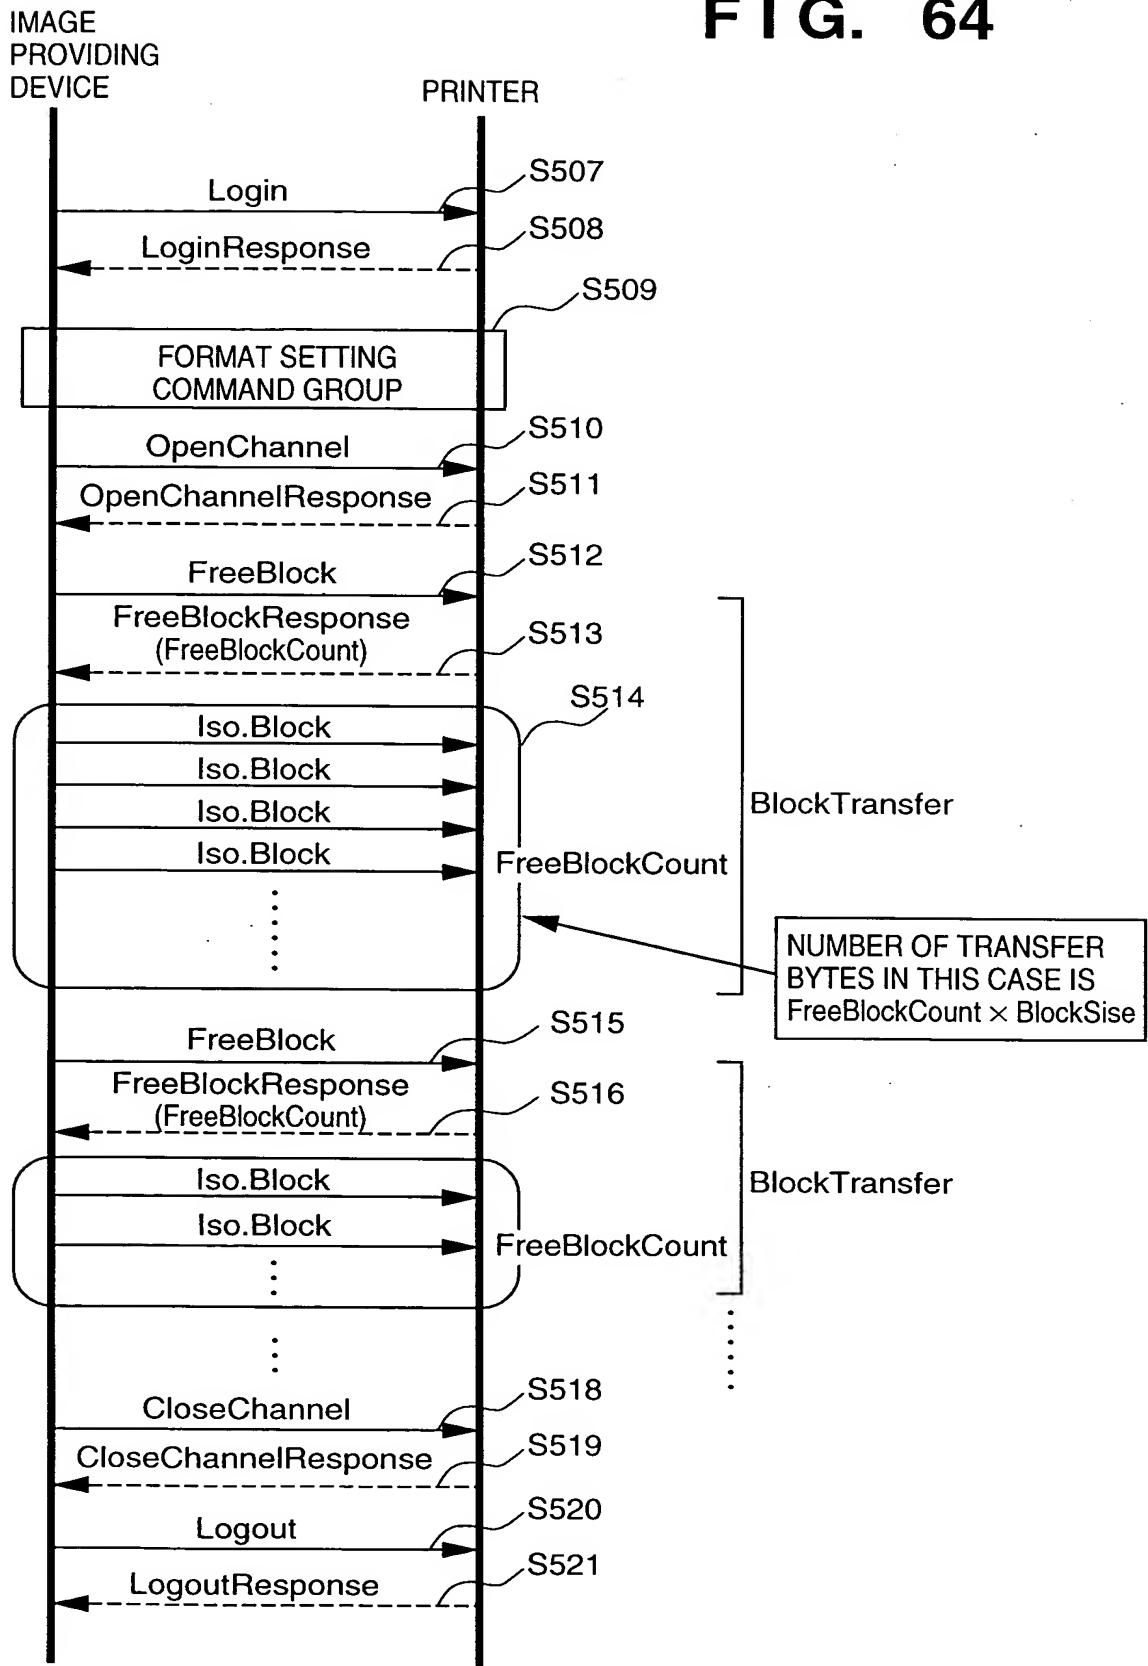 FIG. 64
IMAGE
PROVIDING
DEVICE
PRINTER
Login
S507
LoginResponse
S508
S509
FORMAT SETTING
COMMAND GROUP
OpenChannel
S510
OpenChannelResponse
S511
FreeBlock
S512
FreeBlockResponse
(FreeBlockCount)
S513
S514
Iso.Block
Iso.Block
Iso.Block
Iso.Block
FreeBlockCount
BlockTransfer
NUMBER OF TRANSFER
BYTES IN THIS CASE IS
FreeBlockCount × BlockSise
FreeBlock
S515
FreeBlockResponse
(FreeBlockCount)
S516
Iso.Block
Iso.Block
FreeBlockCount
BlockTransfer
CloseChannel
S518
CloseChannelResponse
S519
Logout
S520
LogoutResponse
S521